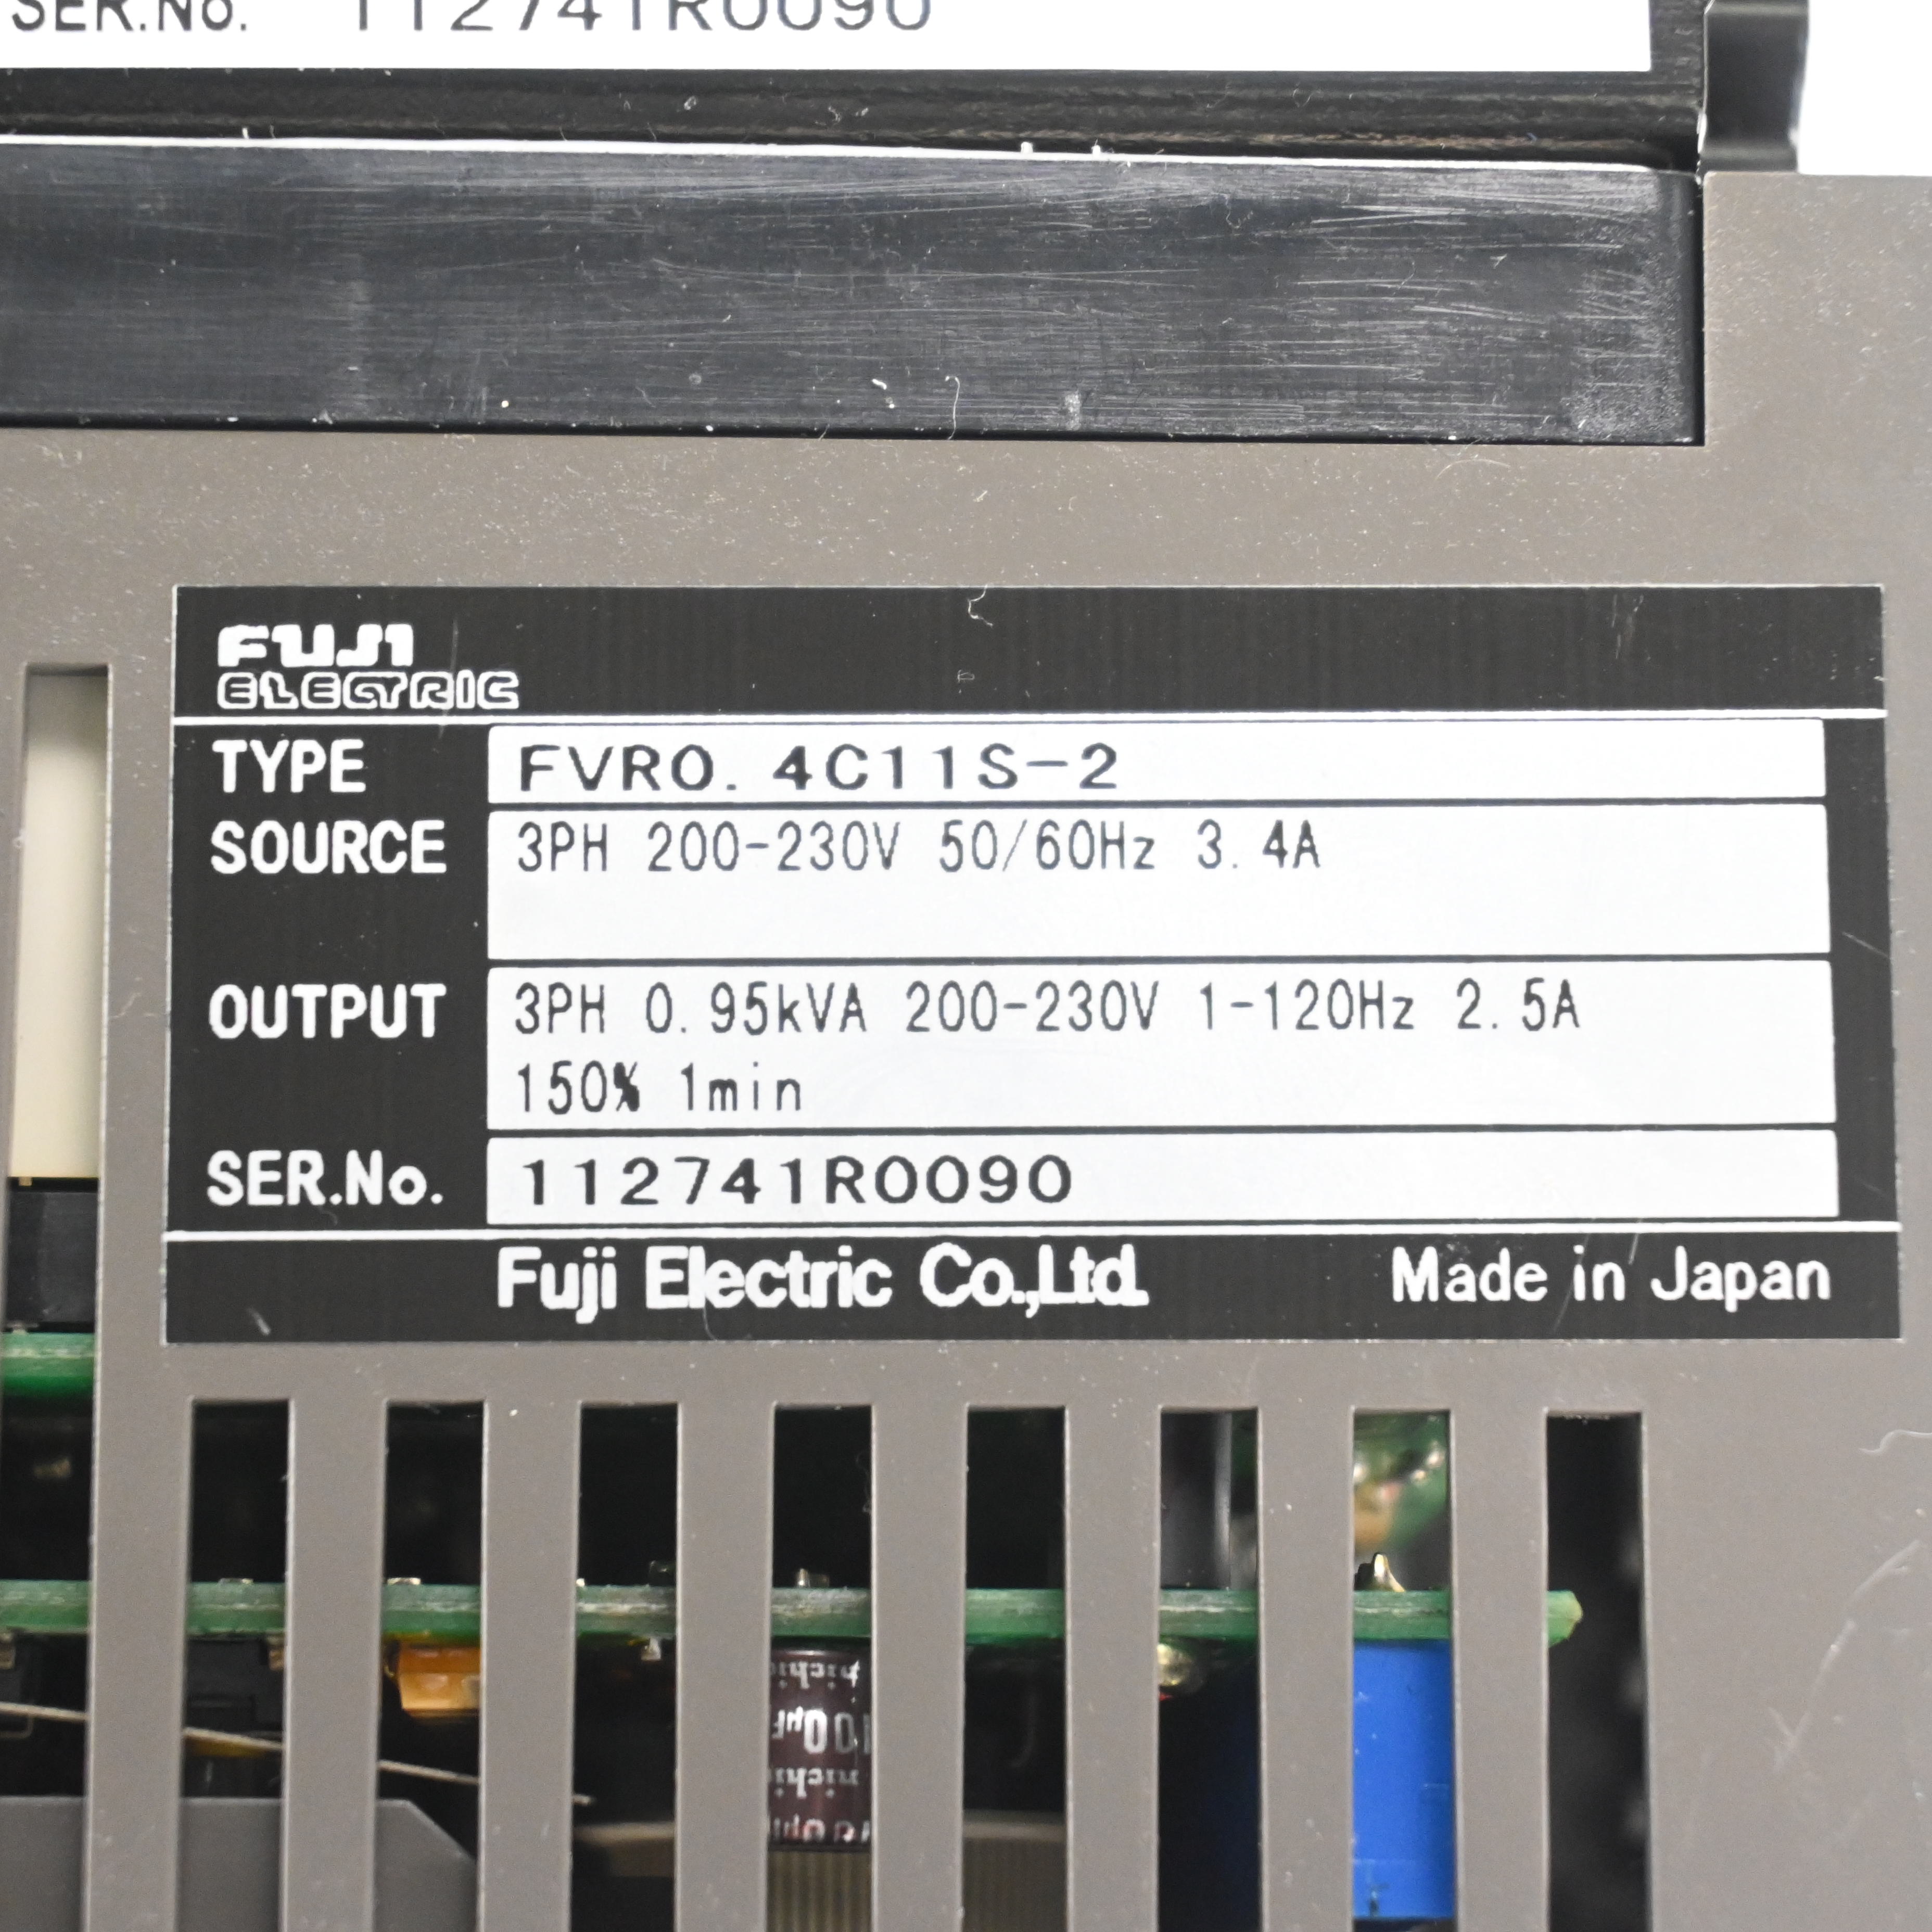 SER.No. 112741R0090
FUJI
ELECTRIC
TYPE FVR0.4C11S-2
SOURCE 3PH 200-230V 50/60Hz 3.4A
OUTPUT 3PH 0.95kVA 200-230V 1-120Hz 2.5A
150% 1min
SER.No. 112741R0090
Fuji Electric Co.,Ltd. Made in Japan